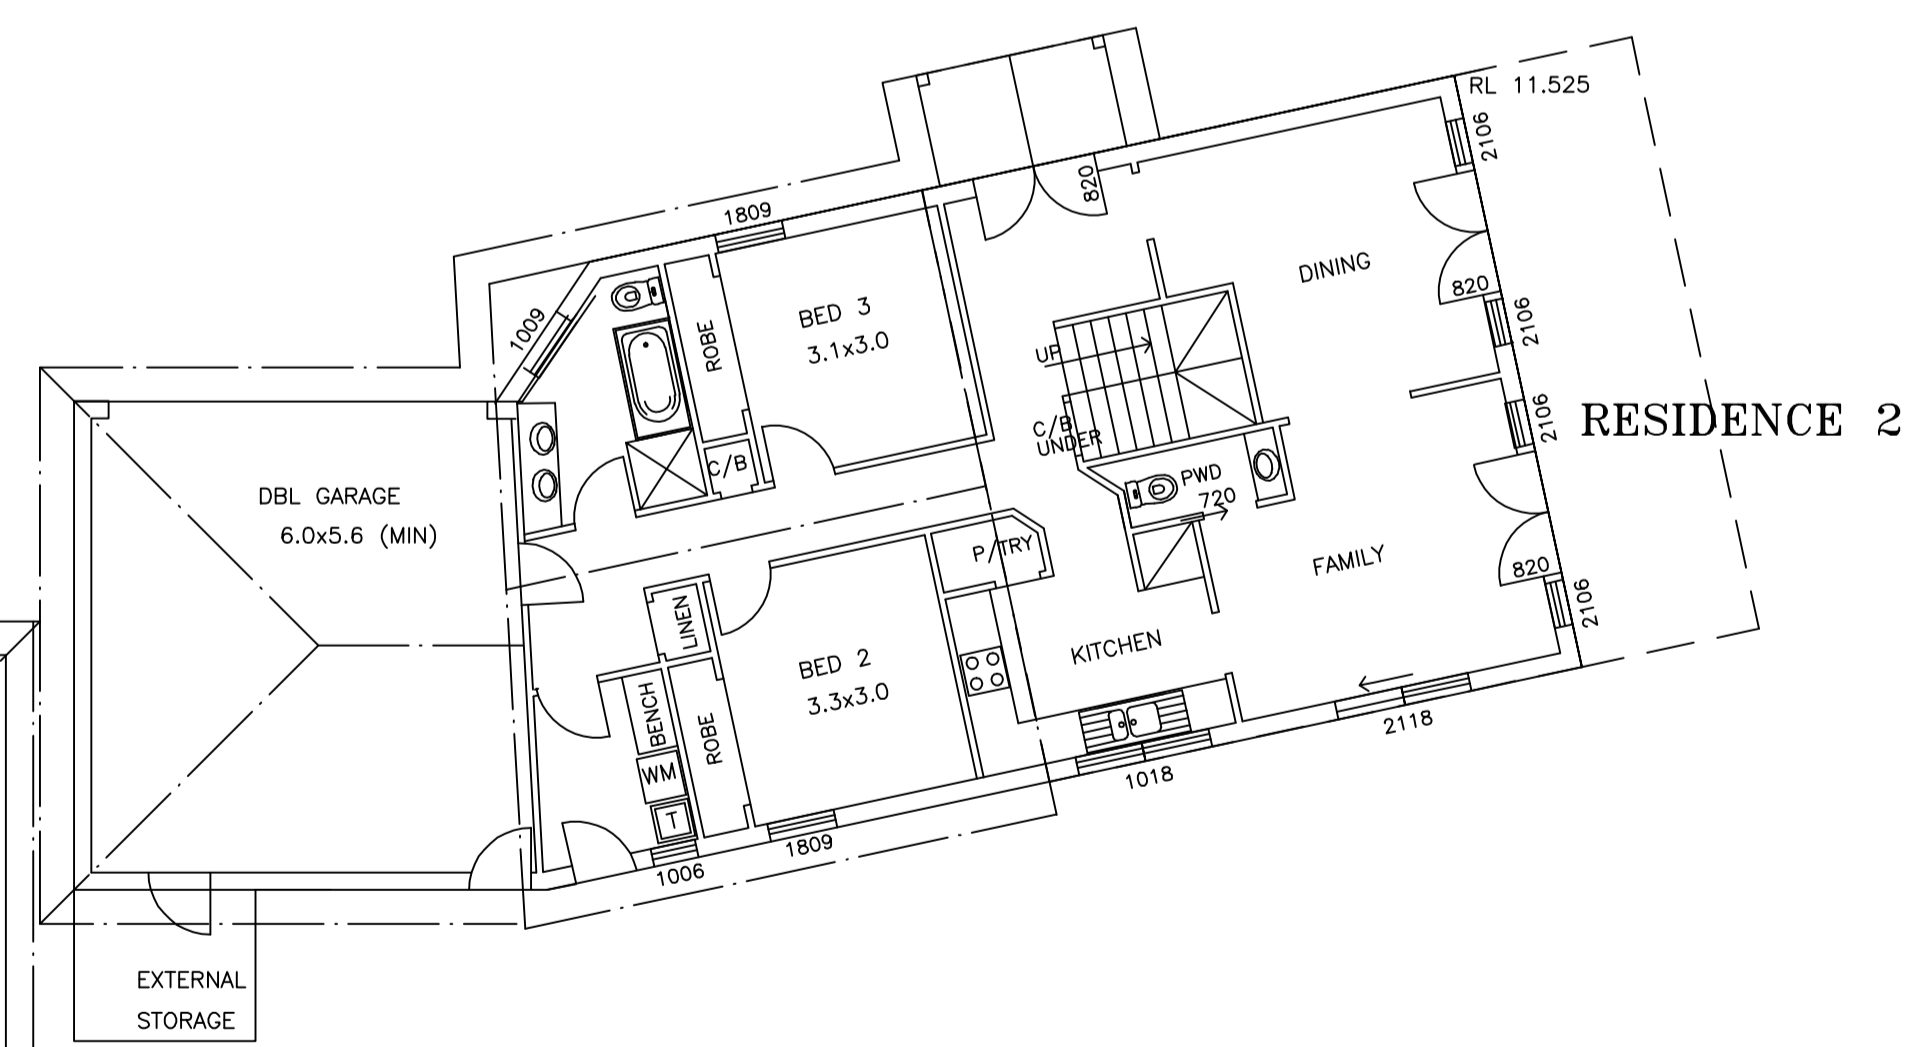 RL 11.525
2106
820
1809
DINING
820
2106
1009
ROBE
BED 3
3.1x3.0
UP
2106
RESIDENCE 2
C/B
UNDER
C/B
PWD
720
DBL GARAGE
6.0x5.6 (MIN)
P/TRY
FAMILY
820
2106
LINEN
KITCHEN
BED 2
3.3x3.0
BENCH
ROBE
2118
WM
1018
T
1809
1006
EXTERNAL
STORAGE